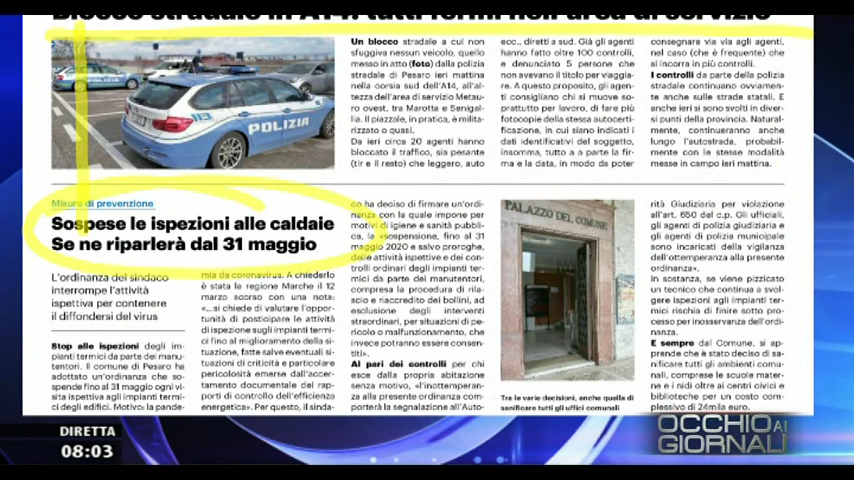 Blocco stradale in A14: tutti fermi nell'area di servizio
113 POLIZIA
Un blocco stradale a cui non
sfuggiva nessun veicolo, quello
messo in atto (foto) dalla polizia
stradale di Pesaro ieri mattina
nella corsia sud dell'A14, all'al-
tezza dell'area di servizio Metau-
ro ovest, tra Marotta e Senigal-
lia. Il piazzale, in pratica, è milita-
rizzato o quasi.
Da ieri circa 20 agenti hanno
bloccato il traffico, sia pesante
(tir e il resto) che leggero, auto
ecc.. diretti a sud. Già gli agenti
hanno fatto oltre 100 controlli,
e denunciato 5 persone che
non avevano il titolo per viaggia-
re. A questo proposito, gli agenti
consigliano chi si muove so-
prattutto per lavoro, di fare più
fotocopie della stessa autocerti-
ficazione, in cui siano indicati i
dati identificativi del soggetto,
insomma, tutto a a parte la fir-
ma e la data, in modo da poter
consegnare via via agli agenti,
nel caso (che è frequente) che
si incorra in più controlli.
I controlli da parte della polizia
stradale continuano ovviamen-
te anche sulle strade statali. E
anche ieri si sono svolti in diver-
si punti della provincia. Natural-
mente, continueranno anche
lungo l'autostrada, probabil-
mente con le stesse modalità
messe in campo ieri mattina.
Misura di prevenzione
Sospese le ispezioni alle caldaie
Se ne riparlerà dal 31 maggio
L'ordinanza del sindaco
interrompe l'attività
ispettiva per contenere
il diffondersi del virus
Stop alle ispezioni degli im-
pianti termici da parte dei manu-
tentori. Il comune di Pesaro ha
adottato un'ordinanza che so-
spende fino al 31 maggio ogni vi-
sita ispettiva agli impianti termi-
ci degli edifici. Motivo: la pande-
mia da coronavirus. A chiederlo
è stata la regione Marche il 12
marzo scorso con una nota:
«...si chiede di valutare l'oppor-
tunità di posticipare le attività
di ispezione sugli impianti termi-
ci fino al miglioramento della si-
tuazione, fatte salve eventuali si-
tuazioni di criticità e particolare
pericolosità emerse dall'accer-
tamento documentale del rap-
porti di controllo dell'efficienza
energetica». Per questo, il sinda-
co ha deciso di firmare un'ordi-
nanza con la quale impone per
motivi di igiene e sanità pubbli-
ca, la «sospensione, fino al 31
maggio 2020 e salvo proroghe,
delle attività ispettive e dei con-
trolli ordinari degli impianti ter-
mici da parte dei manutentori,
compresa la procedura di rila-
scio e riaccredito dei bollini, ad
esclusione degli interventi
straordinari, per situazioni di pe-
ricolo o malfunzionamento, che
invece potranno essere consen-
titi».
Al pari dei controlli per chi
esce dalla propria abitazione
senza motivo, «l'inottemperan-
za alla presente ordinanza com-
porterà la segnalazione all'Auto-
PALAZZO DEL COMUNE
Tra le varie decisioni, anche quella di
sanificare tutti gli uffici comunali
rità Giudiziaria per violazione
all'art. 650 del c.p. Gli ufficiali,
gli agenti di polizia giudiziaria e
gli agenti di polizia municipale
sono incaricati della vigilanza
dell'ottemperanza alla presente
ordinanza».
In sostanza, se viene pizzicato
un tecnico che continua a svol-
gere ispezioni agli impianti ter-
mici rischia di finire sotto pro-
cesso per inosservanza dell'ordi-
nanza.
E sempre dal Comune, si ap-
prende che è stato deciso di sa-
nificare tutti gli ambienti comu-
nali, comprese le scuole mater-
ne e i nidi oltre ai centri civici e
biblioteche per un costo com-
plessivo di 24mila euro.
DIRETTA
08:03
OCCHIO AI
GIORNALI